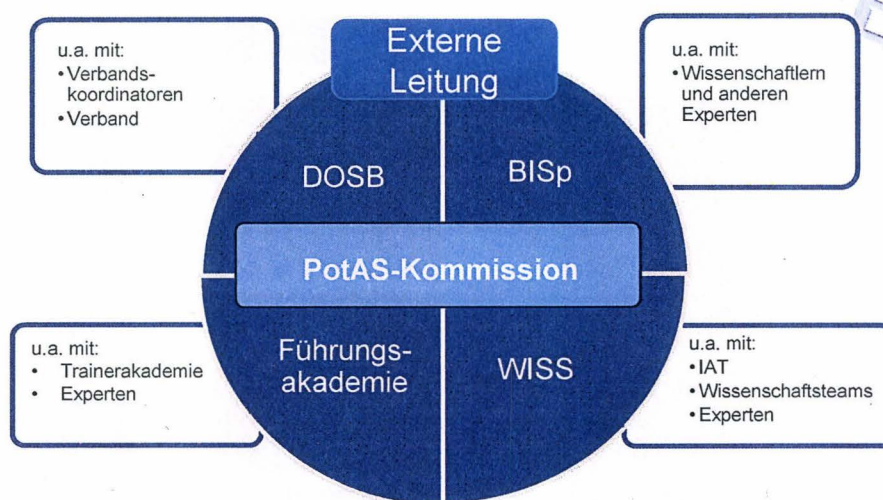 Externe
Leitung
u.a. mit:
•Verbands-
koordinatoren
•Verband
u.a. mit:
•Wissenschaftlern
und anderen
Experten
DOSB
BISp
PotAS-Kommission
Führungs-
akademie
WISS
u.a. mit:
• Trainerakademie
• Experten
u.a. mit:
•IAT
•Wissenschaftsteams
•Experten